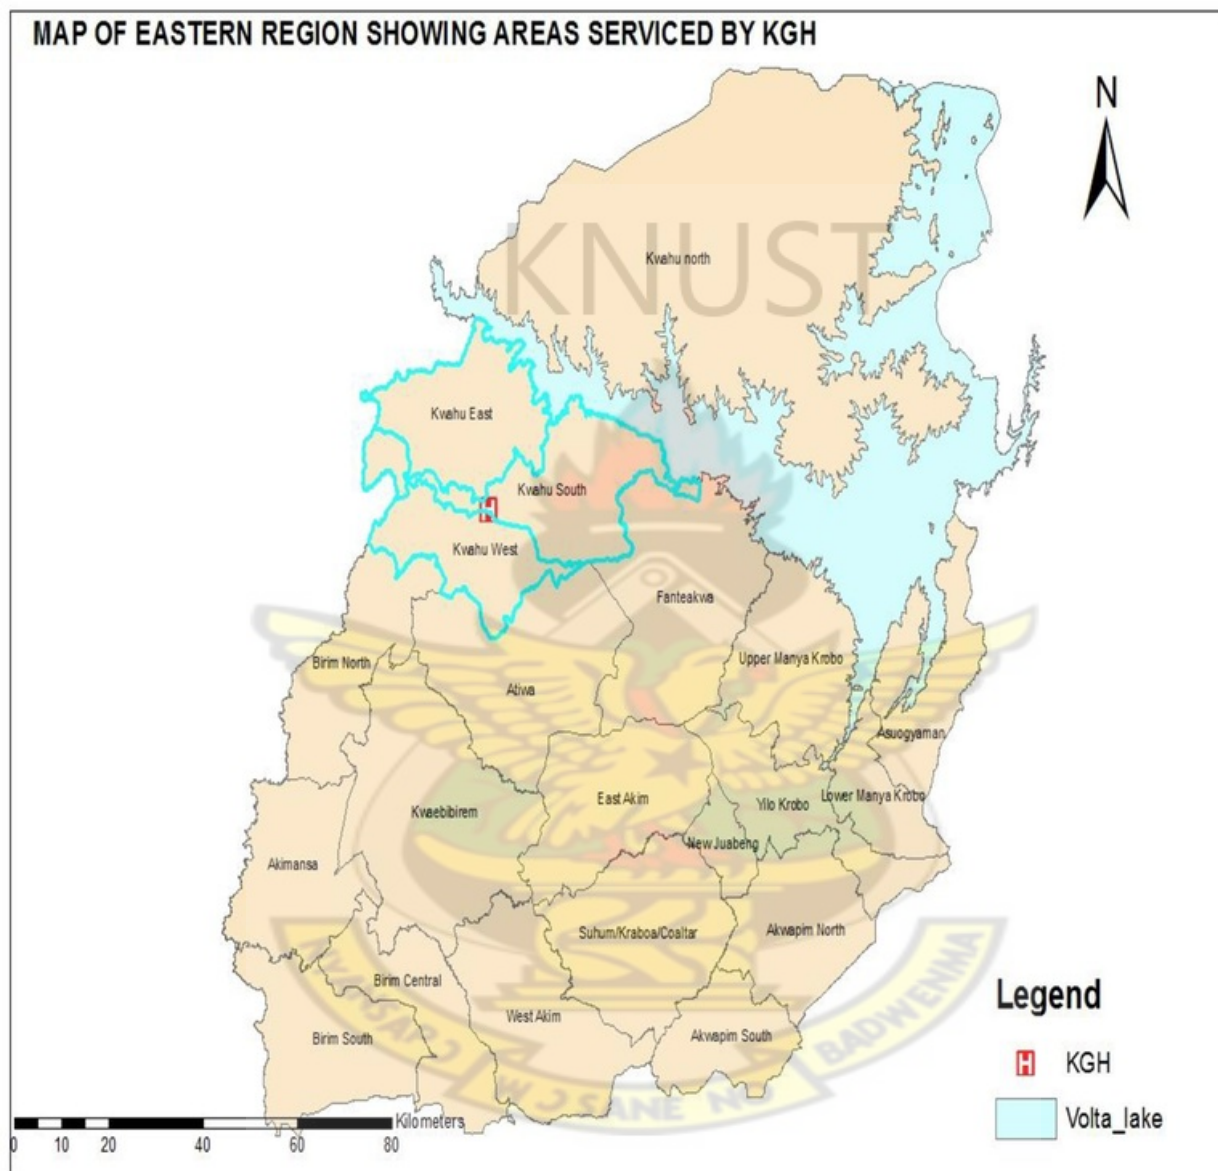 MAP OF EASTERN REGION SHOWING AREAS SERVICED BY KGH
N
KNUST
Kwahu north
Kwahu East
Kwahu South
H
Kwahu West
Fanteakwa
Birim North
Upper Manya Krobo
Atiwa
Asuogyaman
East Akim
Yilo Krobo
Lower Manya Krobo
Kwaebibirem
New Juabeng
Akimansa
Suhum/Kraboa/Coaltar
Akwapim North
Birim Central
West Akim
Birim South
Akwapim South
BADWENMA
W Ɔ SANE NO
Legend
H KGH
Volta_lake
Kilometers
0 10 20 40 60 80